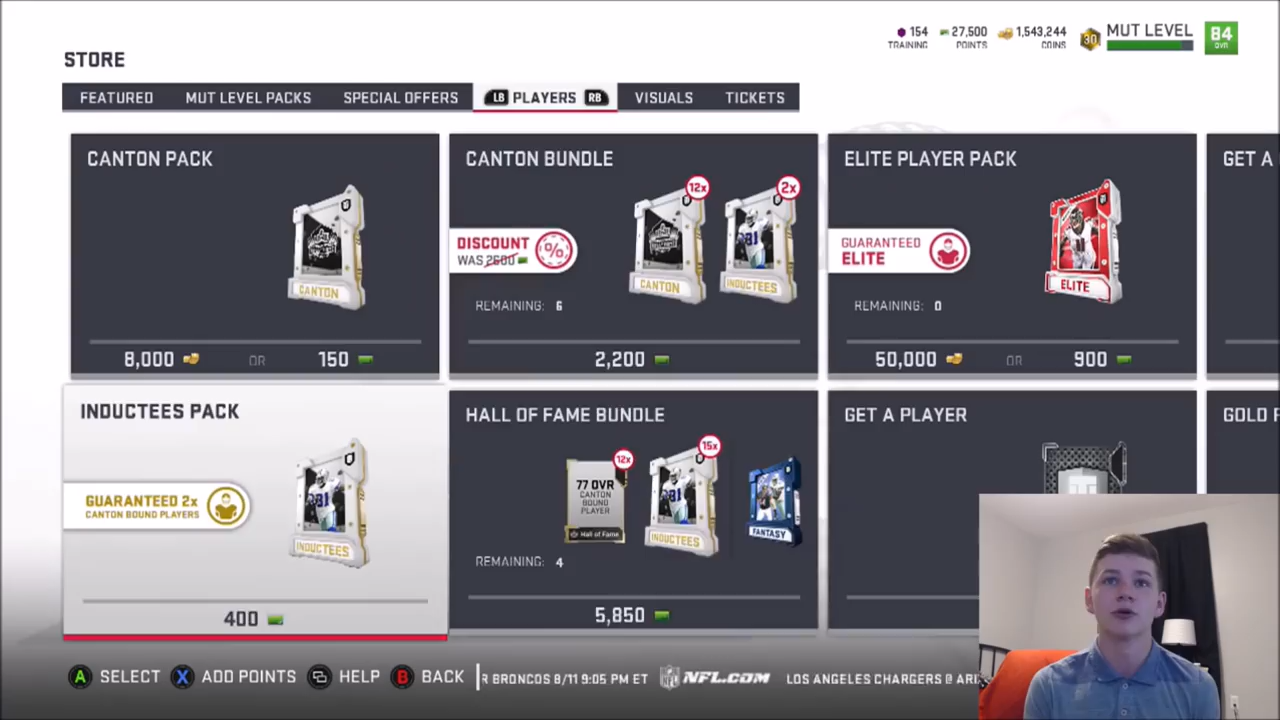 154
TRAINING
27,500
POINTS
1,543,244
COINS
30
MUT LEVEL
84
OVR
STORE
FEATURED
MUT LEVEL PACKS
SPECIAL OFFERS
LB PLAYERS RB
VISUALS
TICKETS
CANTON PACK
CANTON
8,000 OR 150
CANTON BUNDLE
DISCOUNT
WAS 2600
%
12x
2x
CANTON
INDUCTEES
REMAINING: 6
2,200
ELITE PLAYER PACK
GUARANTEED
ELITE
ELITE
REMAINING: 0
50,000 OR 900
GET A
INDUCTEES PACK
GUARANTEED 2x
CANTON BOUND PLAYERS
INDUCTEES
400
HALL OF FAME BUNDLE
12x
15x
77 OVR
CANTON
BOUND
PLAYER
Hall of Fame
INDUCTEES
FANTASY
REMAINING: 4
5,850
GET A PLAYER
GOLD
A SELECT
X ADD POINTS
HELP
B BACK
R BRONCOS 8/11 9:05 PM ET
NFL.COM
LOS ANGELES CHARGERS @ ARI